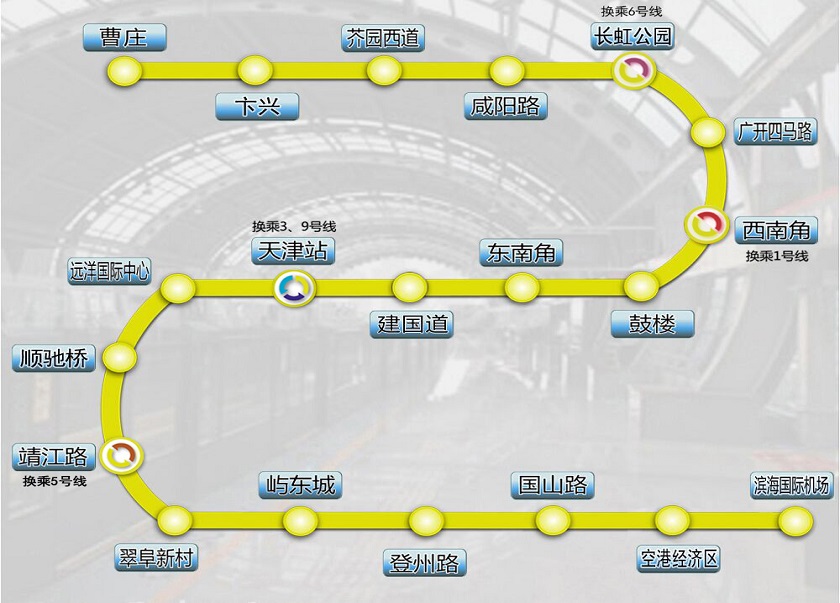 换乘6号线
曹庄
芥园西道
长虹公园
卞兴
咸阳路
广开四马路
西南角
换乘1号线
换乘3、9号线
天津站
东南角
远洋国际中心
建国道
鼓楼
顺驰桥
靖江路
换乘5号线
屿东城
国山路
滨海国际机场
翠阜新村
登州路
空港经济区